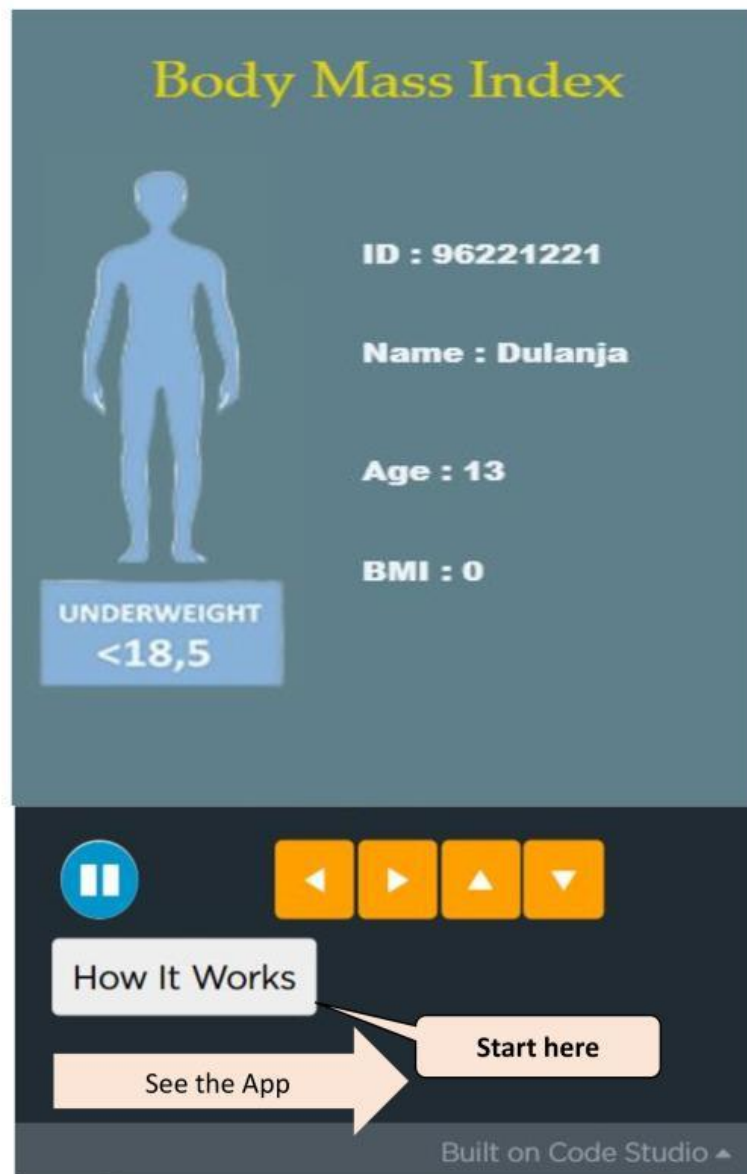 Body Mass Index
ID : 96221221
Name : Dulanja
Age : 13
BMI : 0
UNDERWEIGHT
<18,5
How It Works
Start here
See the App
Built on Code Studio